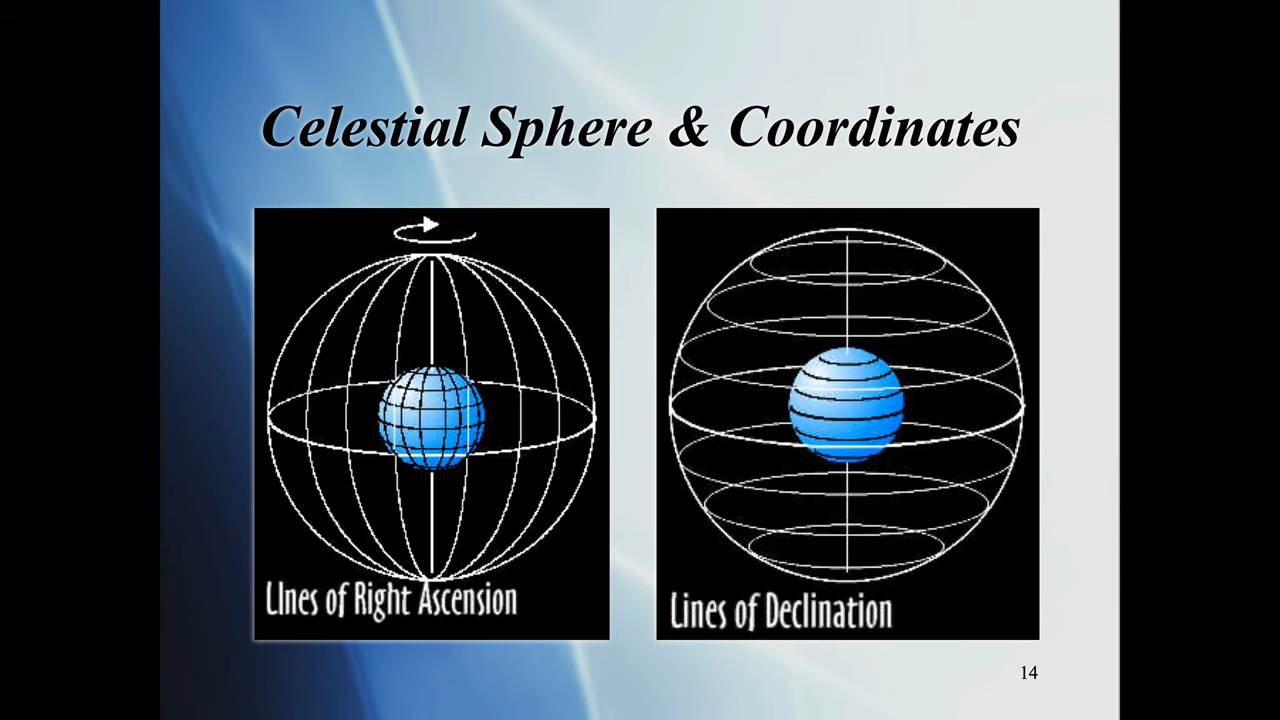 Celestial Sphere & Coordinates
LInes of Right Ascension
Lines of Declination
14